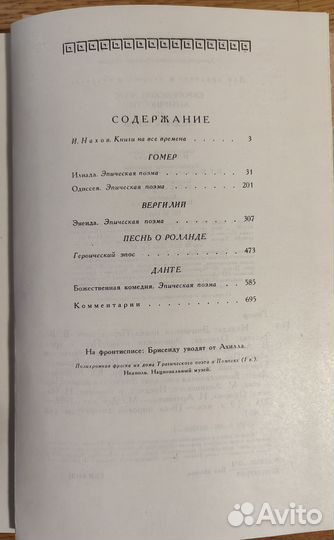 СОДЕРЖАНИЕ
И. Нахов. Книги на все времена . . . . . . 3
ГОМЕР
Илиада. Эпическая поэма . . . . . . . 31
Одиссея. Эпическая поэма . . . . . . . 201
ВЕРГИЛИЙ
Энеида. Эпическая поэма . . . . . . . 307
ПЕСНЬ О РОЛАНДЕ
Героический эпос . . . . . . . . 473
ДАНТЕ
Божественная комедия. Эпическая поэма . . . . 585
Комментарии . . . . . . . . . 695
На фронтисписе: Брисеиду уводят от Ахилла.
Полихромная фреска из дома Трагического поэта в Помпеях (I в.).
Неаполь. Национальный музей.
Avito